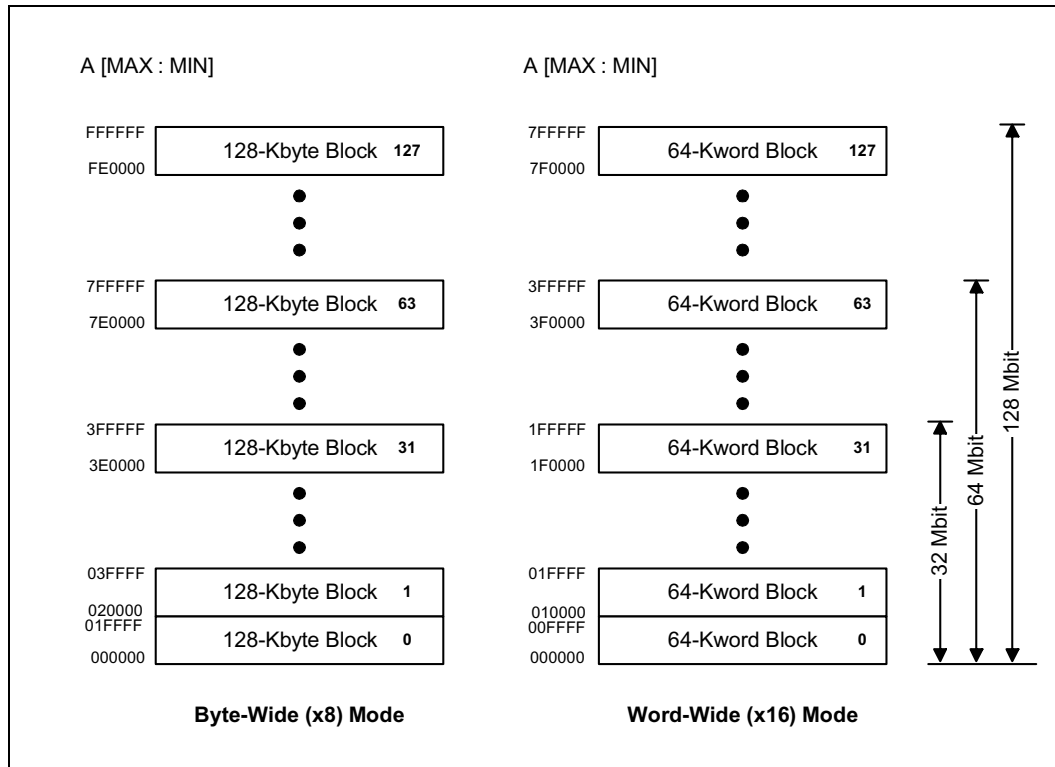 A [MAX : MIN]
FFFFFF
128-Kbyte Block 127
FE0000
7FFFFF
128-Kbyte Block 63
7E0000
3FFFFF
128-Kbyte Block 31
3E0000
03FFFF
128-Kbyte Block 1
020000
01FFFF
128-Kbyte Block 0
000000
Byte-Wide (x8) Mode
A [MAX : MIN]
7FFFFF
64-Kword Block 127
7F0000
3FFFFF
64-Kword Block 63
3F0000
1FFFFF
64-Kword Block 31
1F0000
01FFFF
64-Kword Block 1
010000
00FFFF
64-Kword Block 0
000000
Word-Wide (x16) Mode
32 Mbit
64 Mbit
128 Mbit